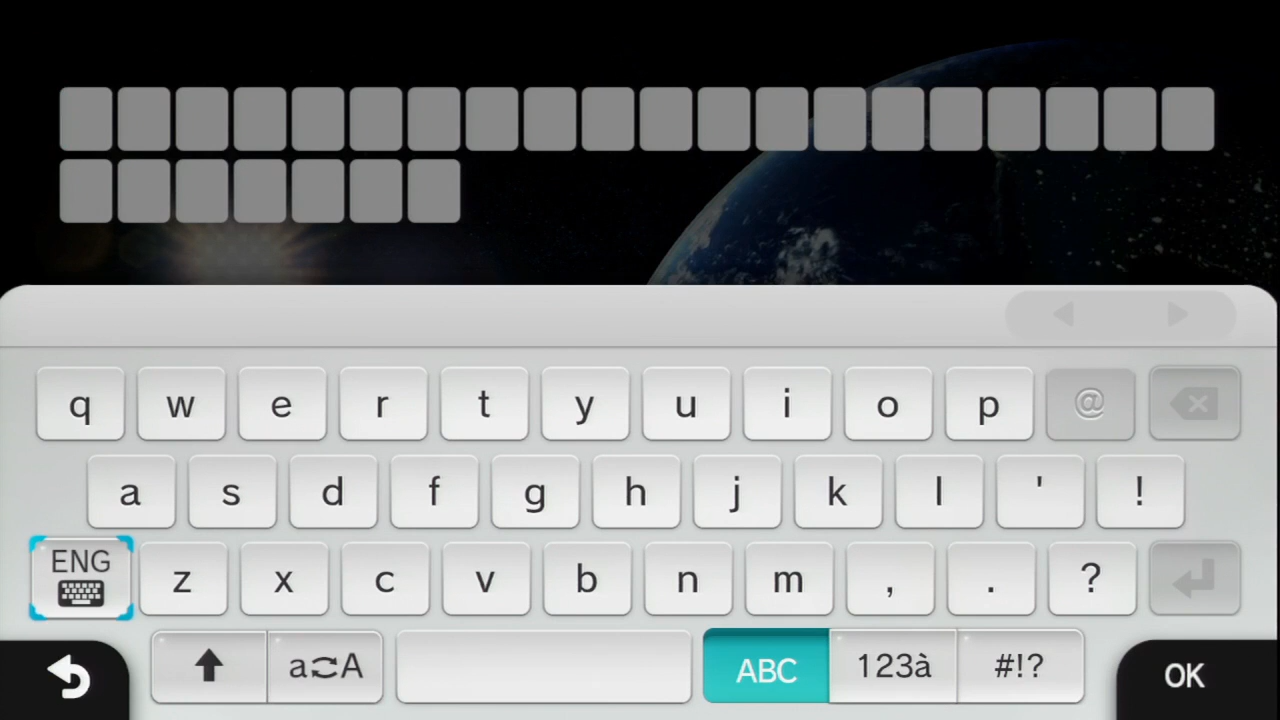 q w e r t y u i o p @
a s d f g h j k l ' !
ENG z x c v b n m , . ?
a A ABC 123à #!? OK